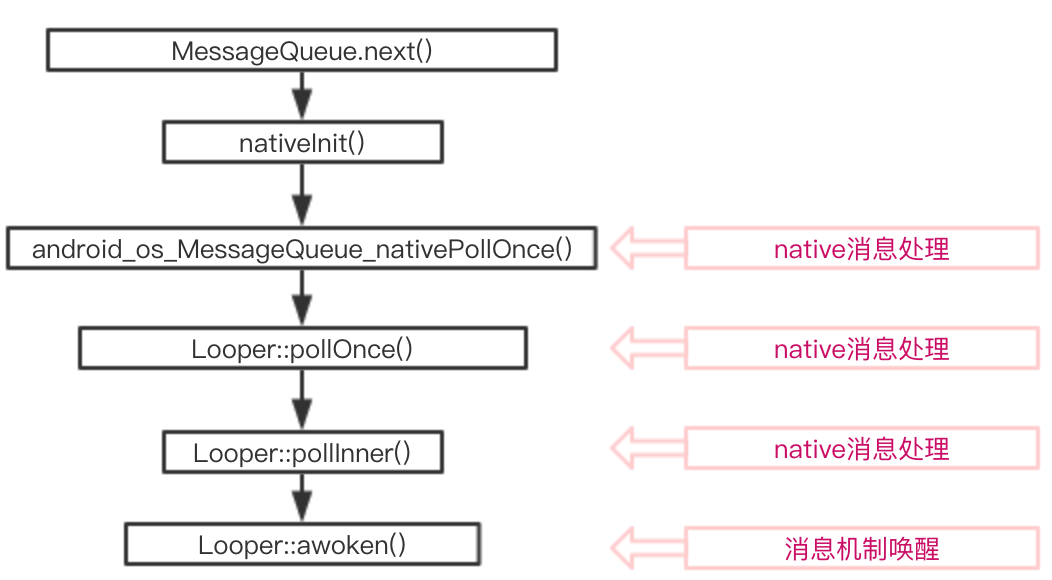 MessageQueue.next()
nativeInit()
android_os_MessageQueue_nativePollOnce()
native消息处理
Looper::pollOnce()
native消息处理
Looper::pollInner()
native消息处理
Looper::awoken()
消息机制唤醒